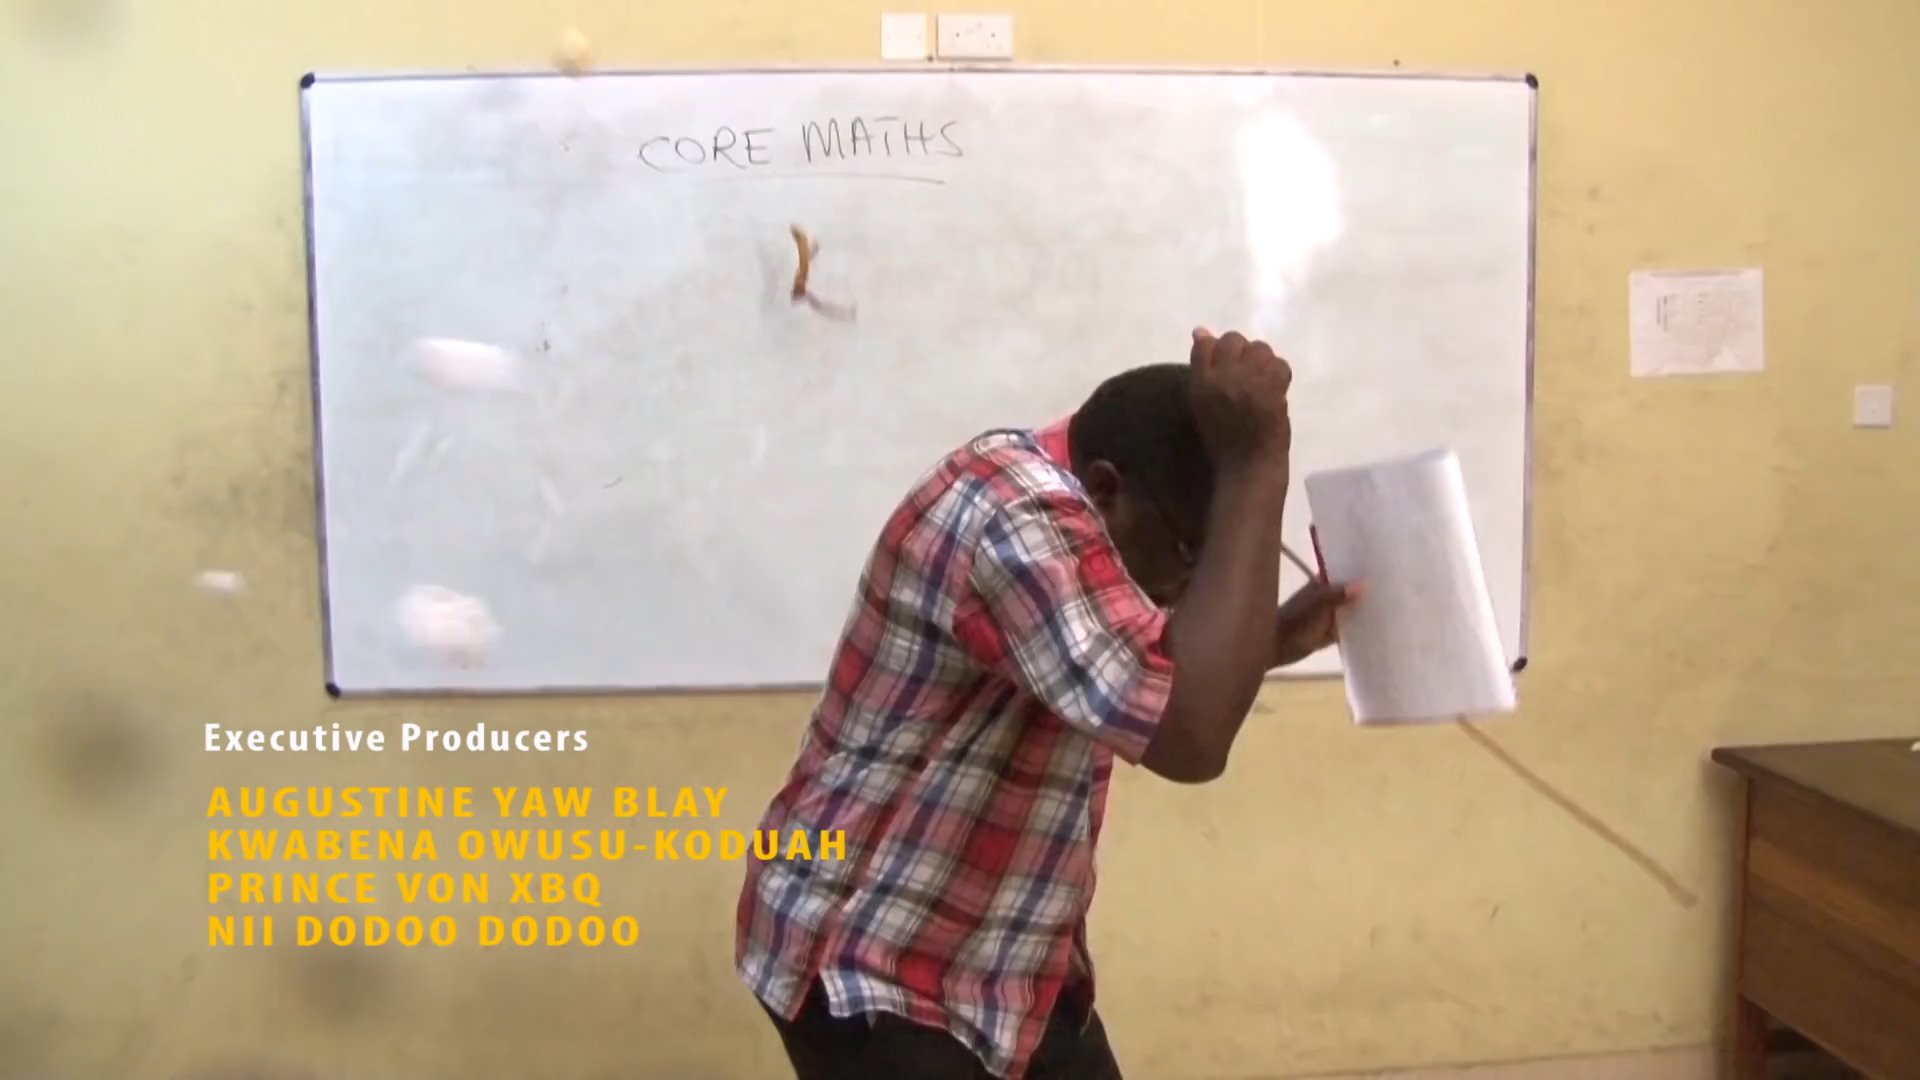 CORE MATHS
Executive Producers
AUGUSTINE YAW BLAY
KWABENA OWUSU-KODUAH
PRINCE VON XBQ
NII DODOO DODOO